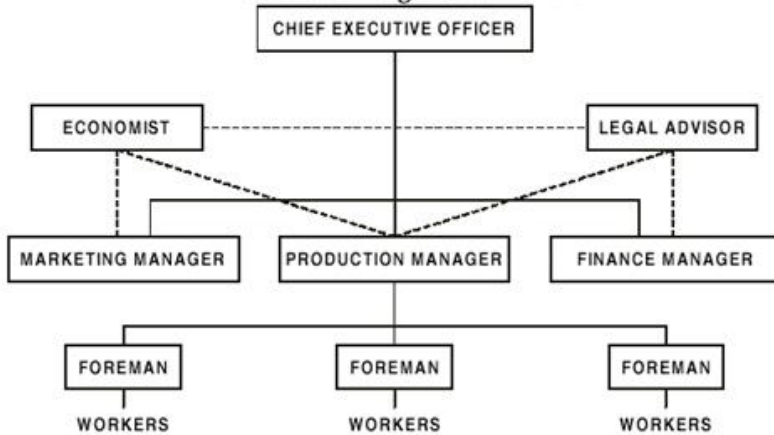 CHIEF EXECUTIVE OFFICER
ECONOMIST
LEGAL ADVISOR
MARKETING MANAGER
PRODUCTION MANAGER
FINANCE MANAGER
FOREMAN
FOREMAN
FOREMAN
WORKERS
WORKERS
WORKERS